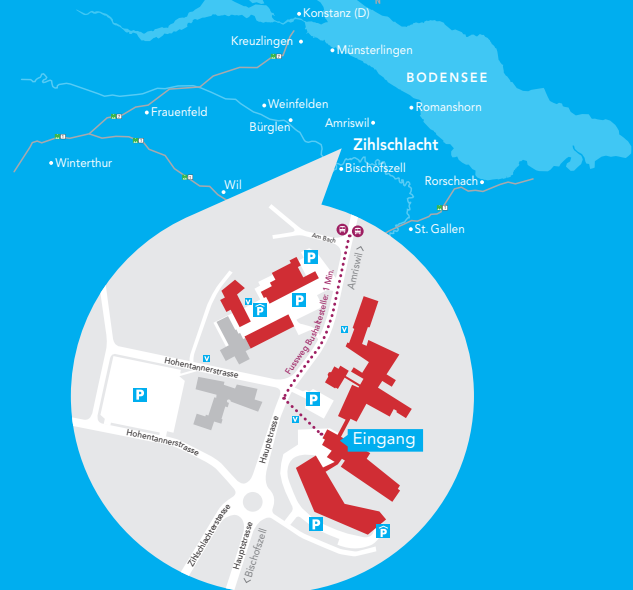 Konstanz (D)
Kreuzlingen
Münsterlingen
BODENSEE
Weinfelden
Romanshorn
Frauenfeld
Bürglen
Amriswil
Zihlschlacht
Winterthur
Bischofszell
Rorschach
Wil
St. Gallen
Am Bach
Amriswil >
P
P
P
V
Fussweg Bushaltestelle: 1 Min.
V
V
Hohentannerstrasse
P
P
V
Hauptstrasse
Hohentannerstrasse
Eingang
P
P
Zihlschlachterstrasse
Hauptstrasse
< Bischofszell